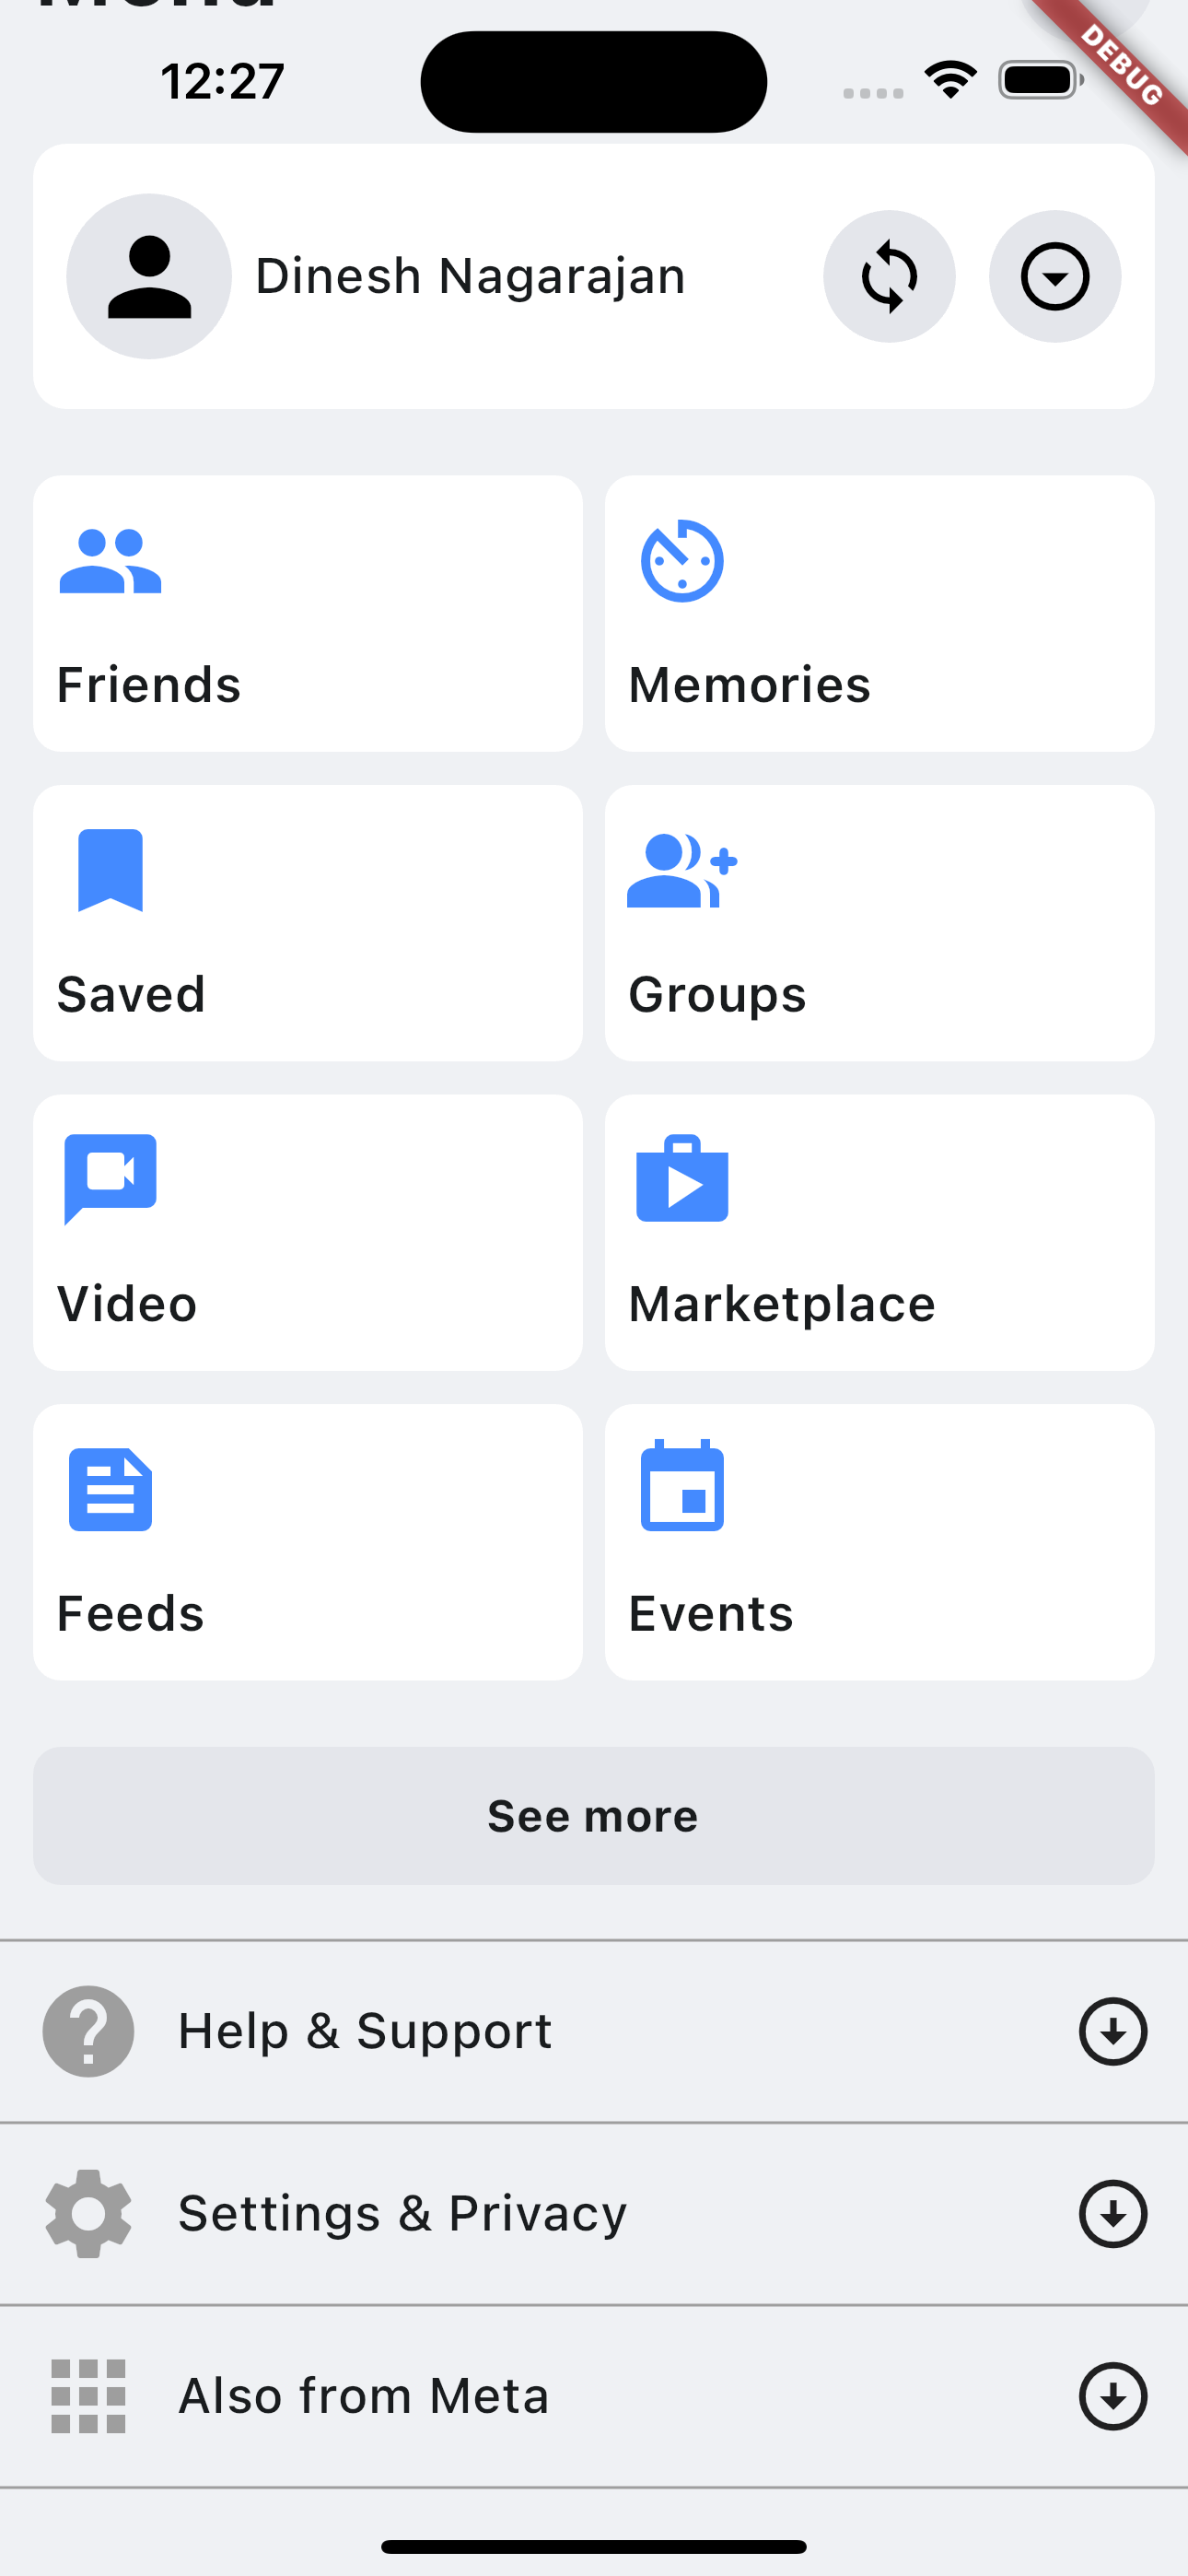 Menu
12:27
DEBUG
Dinesh Nagarajan
Friends
Memories
Saved
Groups
Video
Marketplace
Feeds
Events
See more
Help & Support
Settings & Privacy
Also from Meta